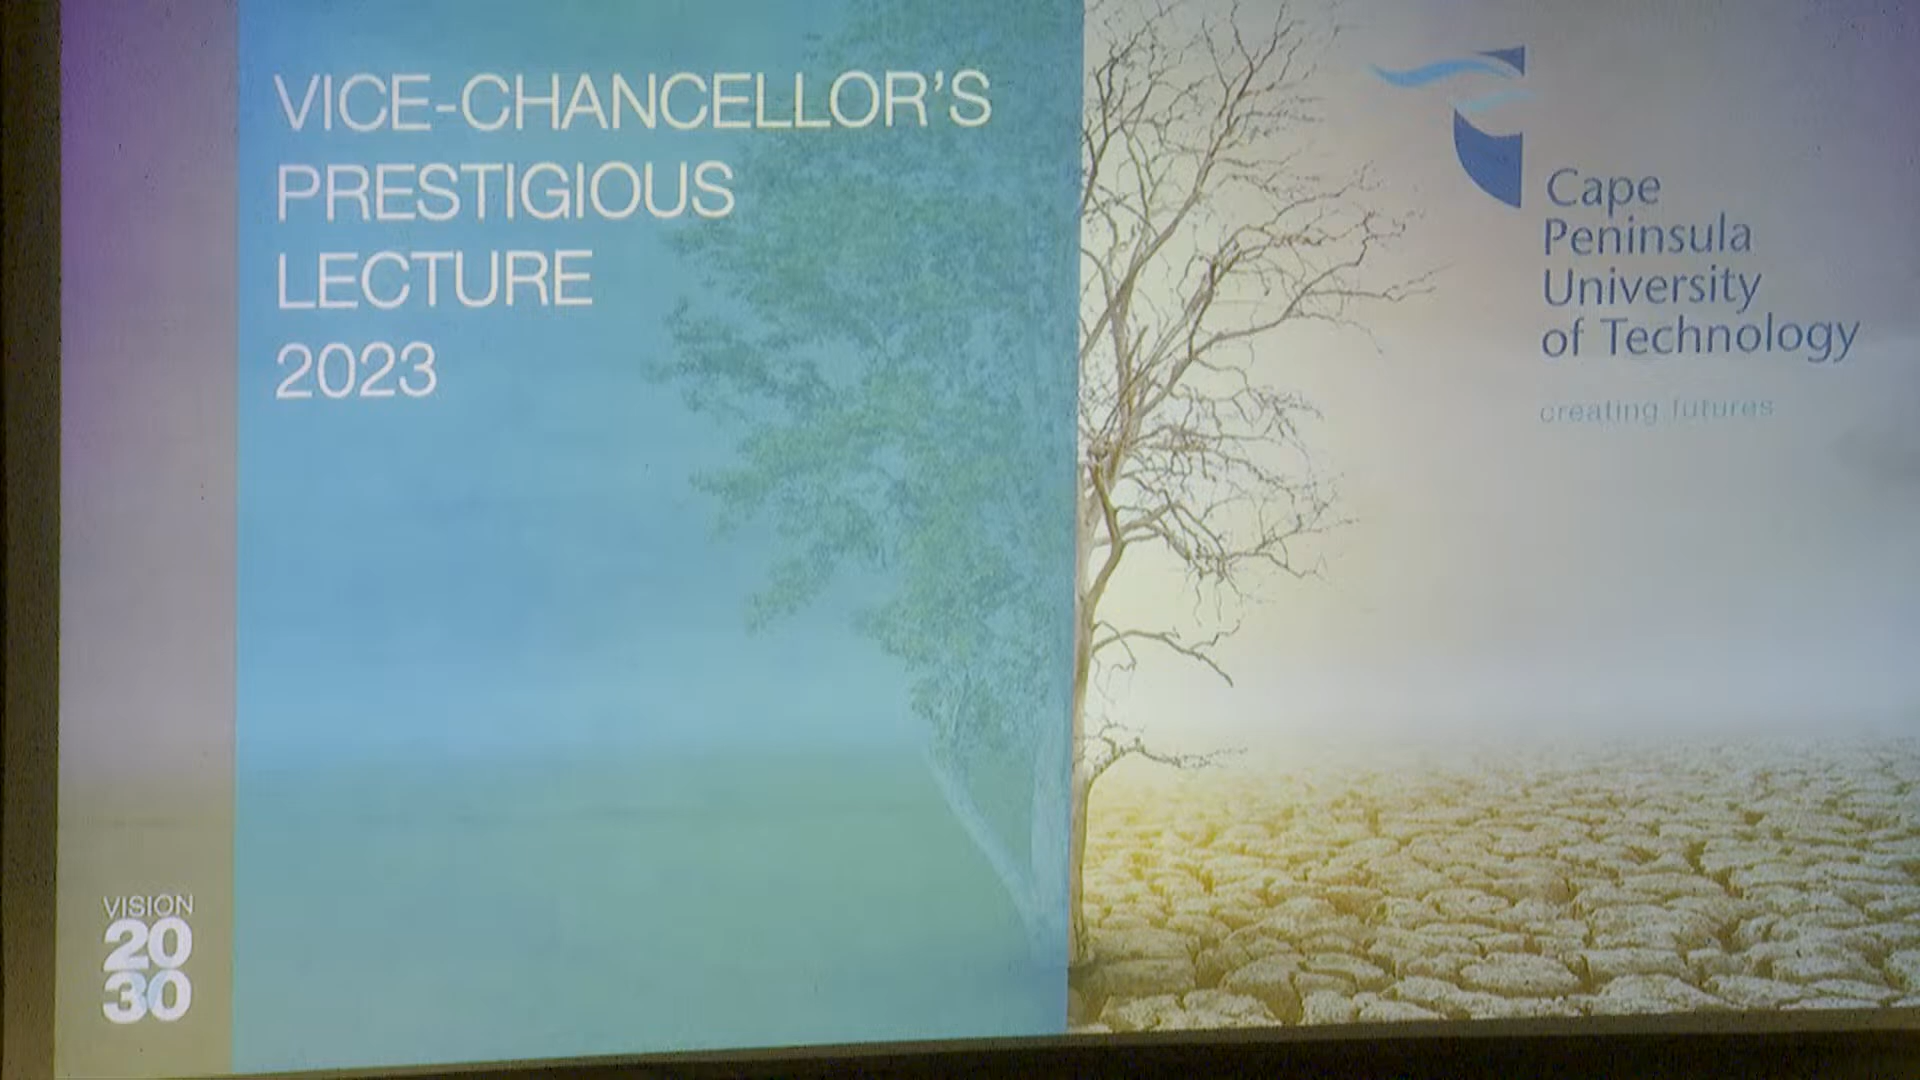 VICE-CHANCELLOR'S
PRESTIGIOUS
LECTURE
2023
Cape
Peninsula
University
of Technology
creating futures
VISION
20
30